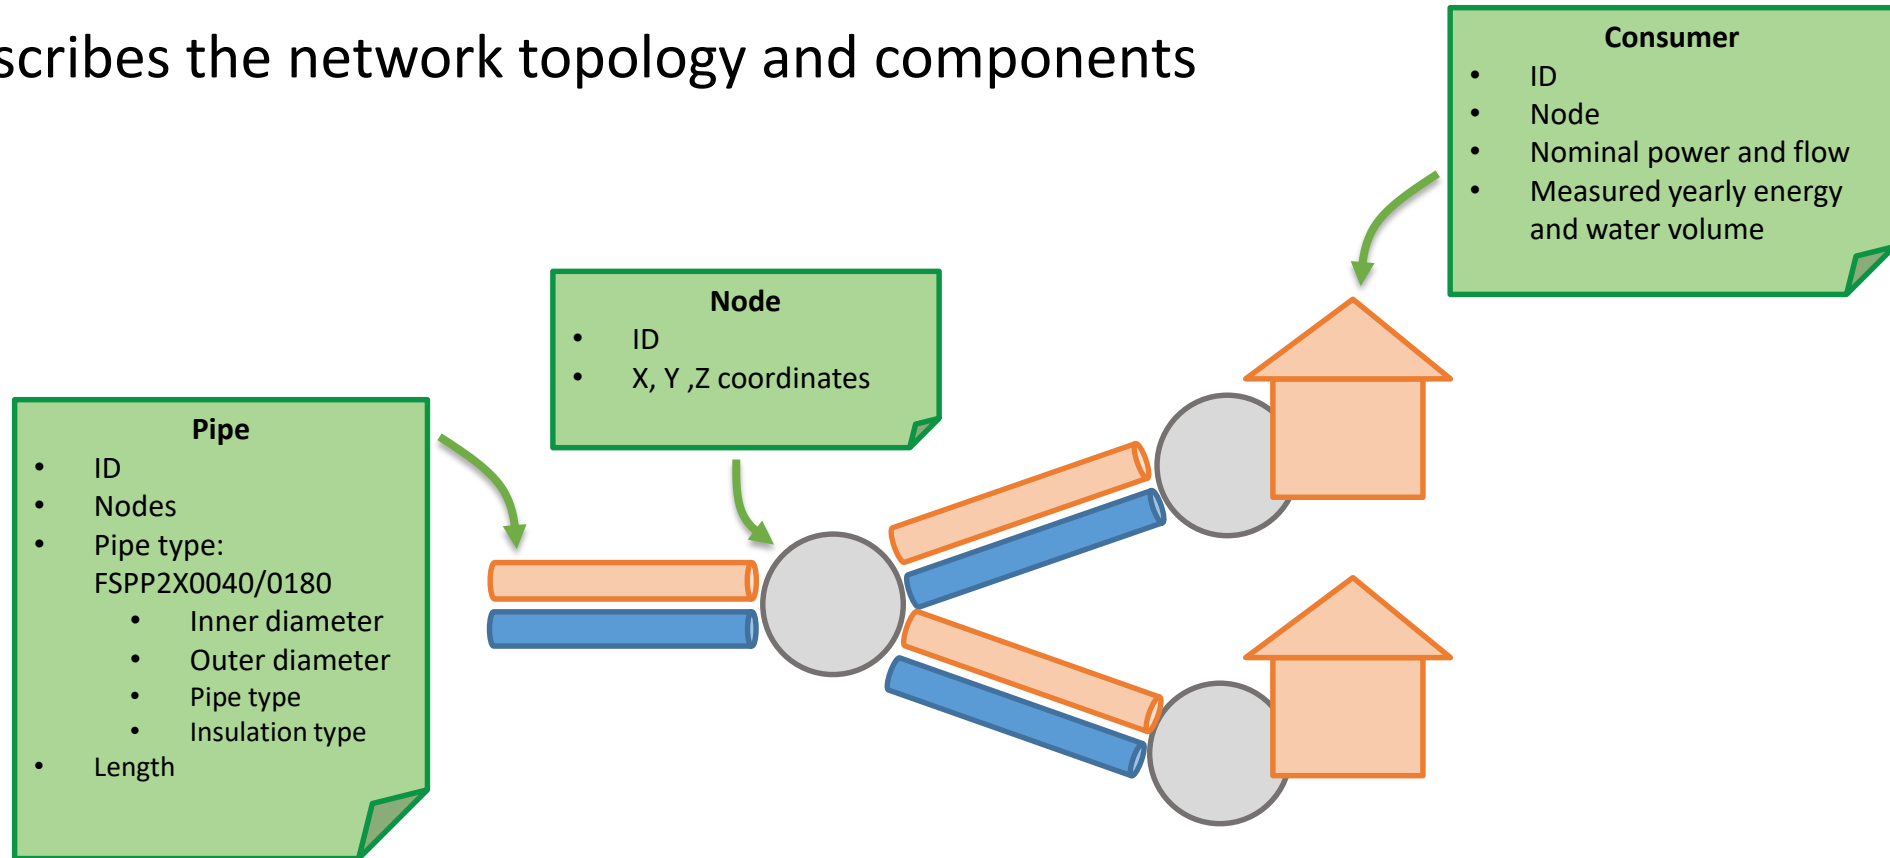 scribes the network topology and components
Consumer
• ID
• Node
• Nominal power and flow
• Measured yearly energy
and water volume
Node
• ID
• X, Y ,Z coordinates
Pipe
• ID
• Nodes
• Pipe type:
FSPP2X0040/0180
• Inner diameter
• Outer diameter
• Pipe type
• Insulation type
• Length